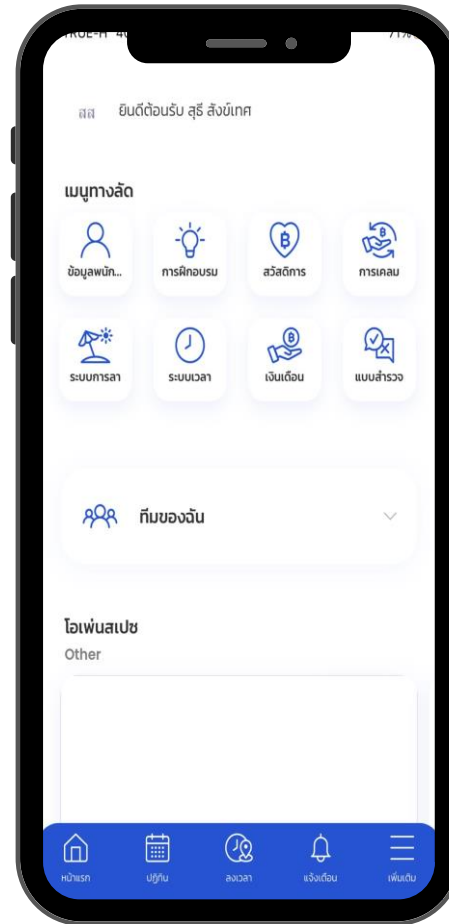 TRUE-H 4G 71%
สส ยินดีต้อนรับ สุธี สังข์เทศ
เมนูทางลัด
ข้อมูลพนัก... การฝึกอบรม สวัสดิการ การเคลม
ระบบการลา ระบบเวลา เงินเดือน แบบสำรวจ
ทีมของฉัน
โอเพ่นสเปซ
Other
หน้าแรก ปฏิทิน ลงเวลา แจ้งเตือน เพิ่มเติม